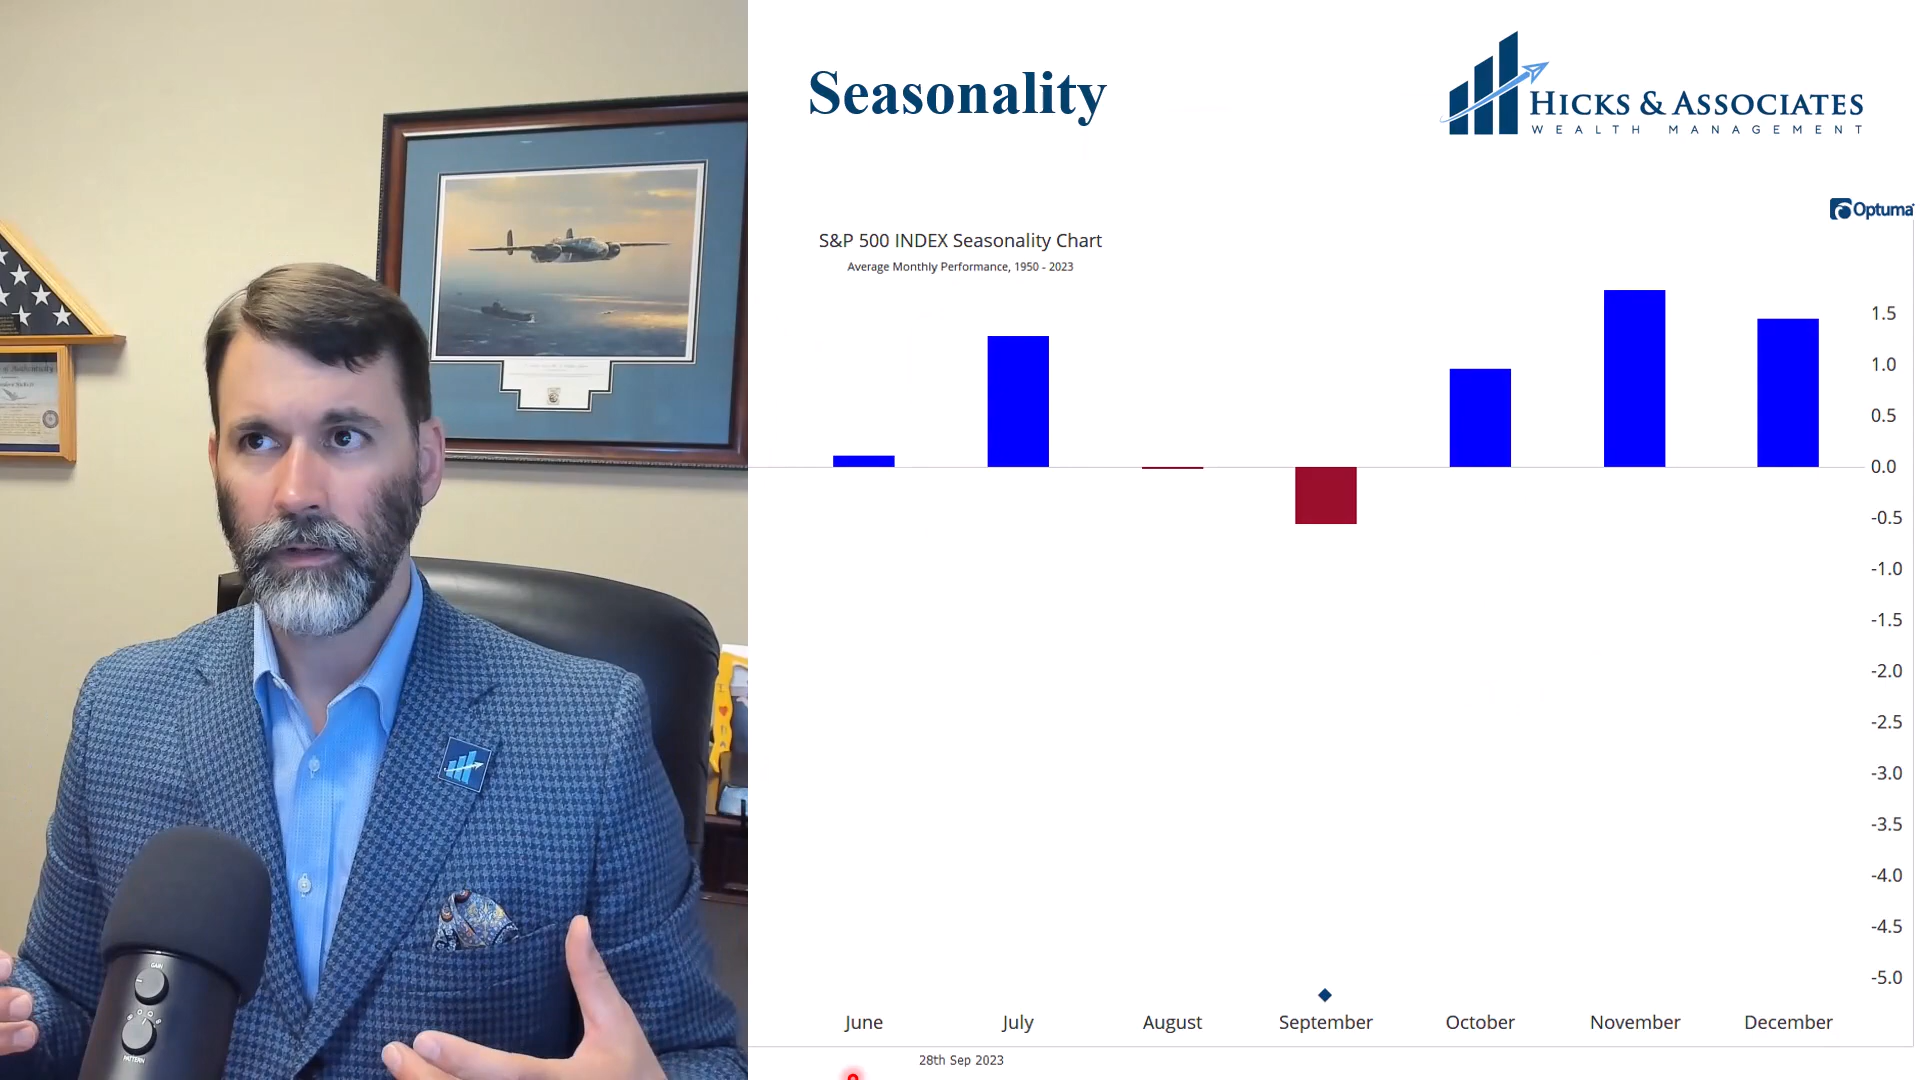 Seasonality
HICKS & ASSOCIATES
WEALTH MANAGEMENT
Optuma
S&P 500 INDEX Seasonality Chart
Average Monthly Performance, 1950 - 2023
1.5
1.0
0.5
0.0
-0.5
-1.0
-1.5
-2.0
-2.5
-3.0
-3.5
-4.0
-4.5
-5.0
June July August September October November December
28th Sep 2023
GAIN
PATTERN